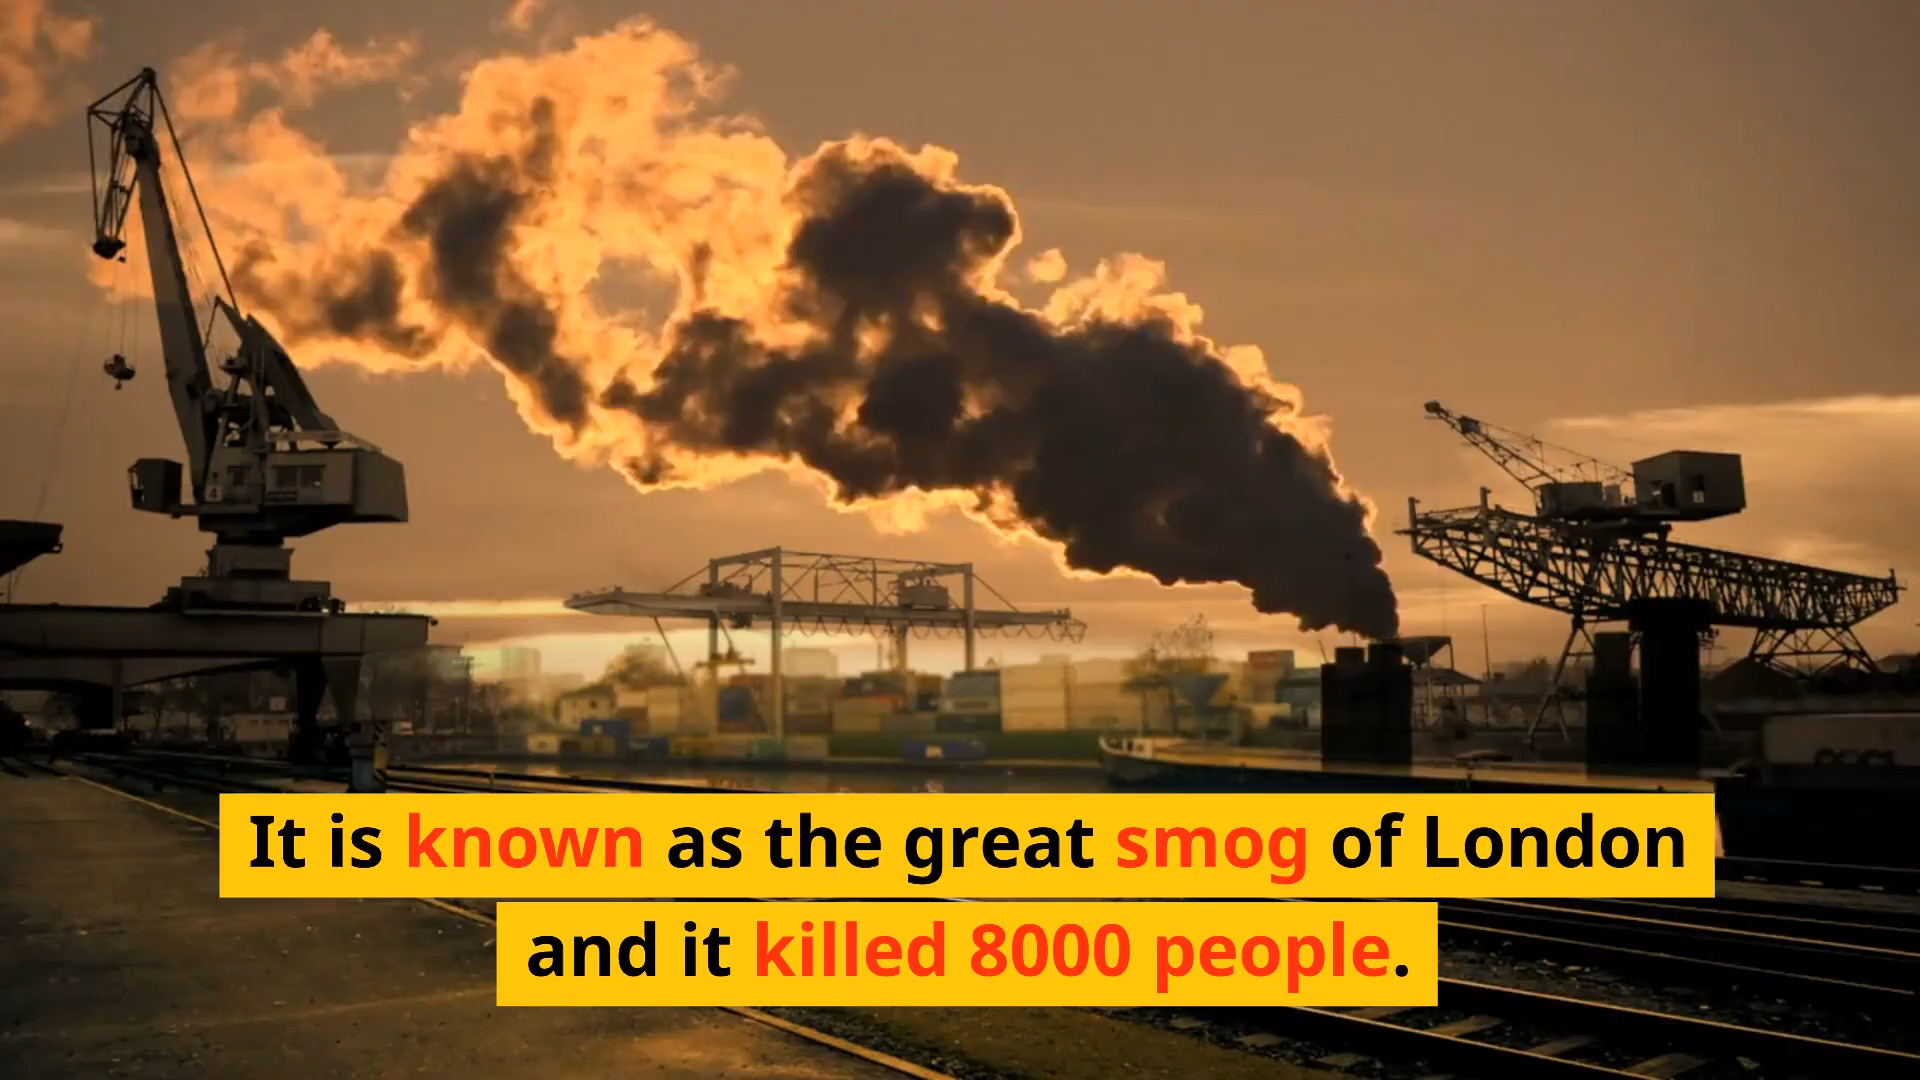 It is known as the great smog of London
and it killed 8000 people.